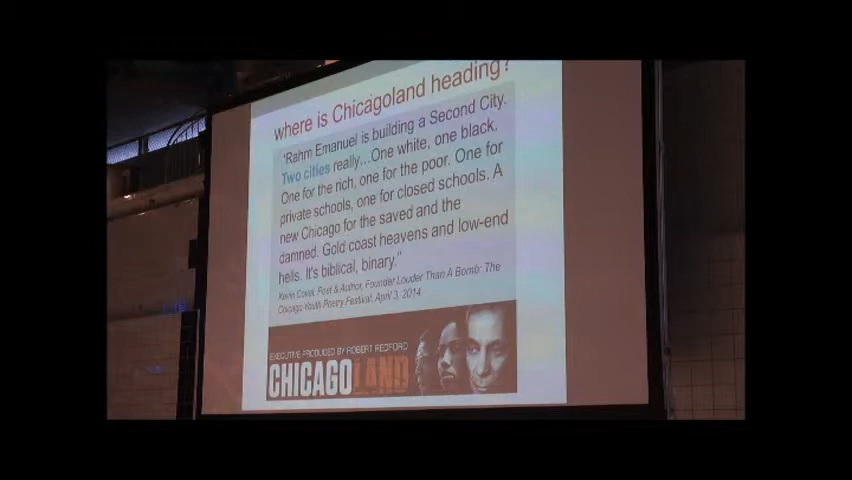 where is Chicagoland heading?
"Rahm Emanuel is building a Second City.
Two cities really…One white, one black.
One for the rich, one for the poor. One for
private schools, one for closed schools. A
new Chicago for the saved and the
damned. Gold coast heavens and low-end
hells. It's biblical, binary."
Kevin Coval, Poet & Author, Founder Louder Than A Bomb: The
Chicago Youth Poetry Festival, April 3, 2014
EXECUTIVE PRODUCED BY ROBERT REDFORD
CHICAGOLAND